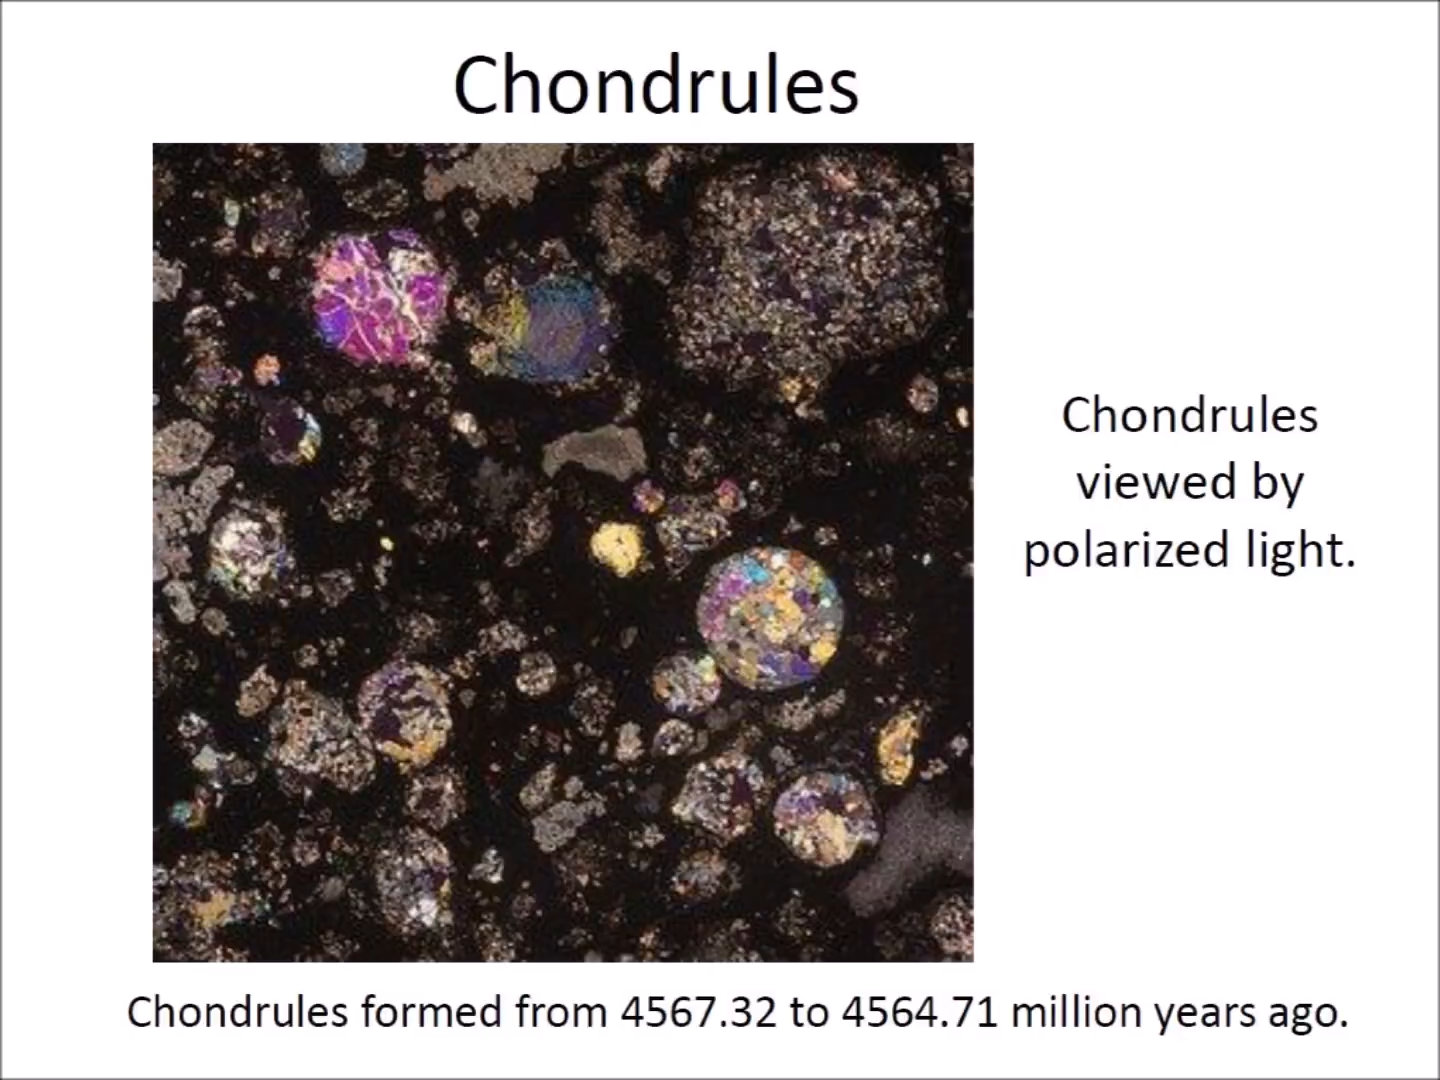 Chondrules
Chondrules
viewed by
polarized light.
Chondrules formed from 4567.32 to 4564.71 million years ago.